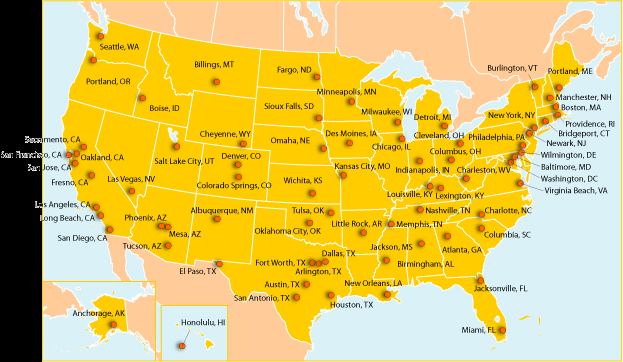 Seattle, WA
Portland, OR
Boise, ID
Billings, MT
Fargo, ND
Minneapolis, MN
Sioux Falls, SD
Milwaukee, WI
Detroit, MI
Burlington, VT
Portland, ME
Manchester, NH
Boston, MA
New York, NY
Providence, RI
Bridgeport, CT
Cleveland, OH
Philadelphia, PA
Newark, NJ
Cheyenne, WY
Omaha, NE
Des Moines, IA
Chicago, IL
Columbus, OH
Wilmington, DE
Sacramento, CA
San Francisco, CA
Oakland, CA
San Jose, CA
Fresno, CA
Salt Lake City, UT
Denver, CO
Colorado Springs, CO
Kansas City, MO
Indianapolis, IN
Charleston, WV
Baltimore, MD
Washington, DC
Virginia Beach, VA
Las Vegas, NV
Wichita, KS
Louisville, KY
Lexington, KY
Los Angeles, CA
Long Beach, CA
San Diego, CA
Phoenix, AZ
Mesa, AZ
Tucson, AZ
Albuquerque, NM
Tulsa, OK
Oklahoma City, OK
Little Rock, AR
Memphis, TN
Nashville, TN
Charlotte, NC
Columbia, SC
El Paso, TX
Fort Worth, TX
Dallas, TX
Arlington, TX
Jackson, MS
Birmingham, AL
Atlanta, GA
Austin, TX
San Antonio, TX
Houston, TX
New Orleans, LA
Jacksonville, FL
Miami, FL
Anchorage, AK
Honolulu, HI